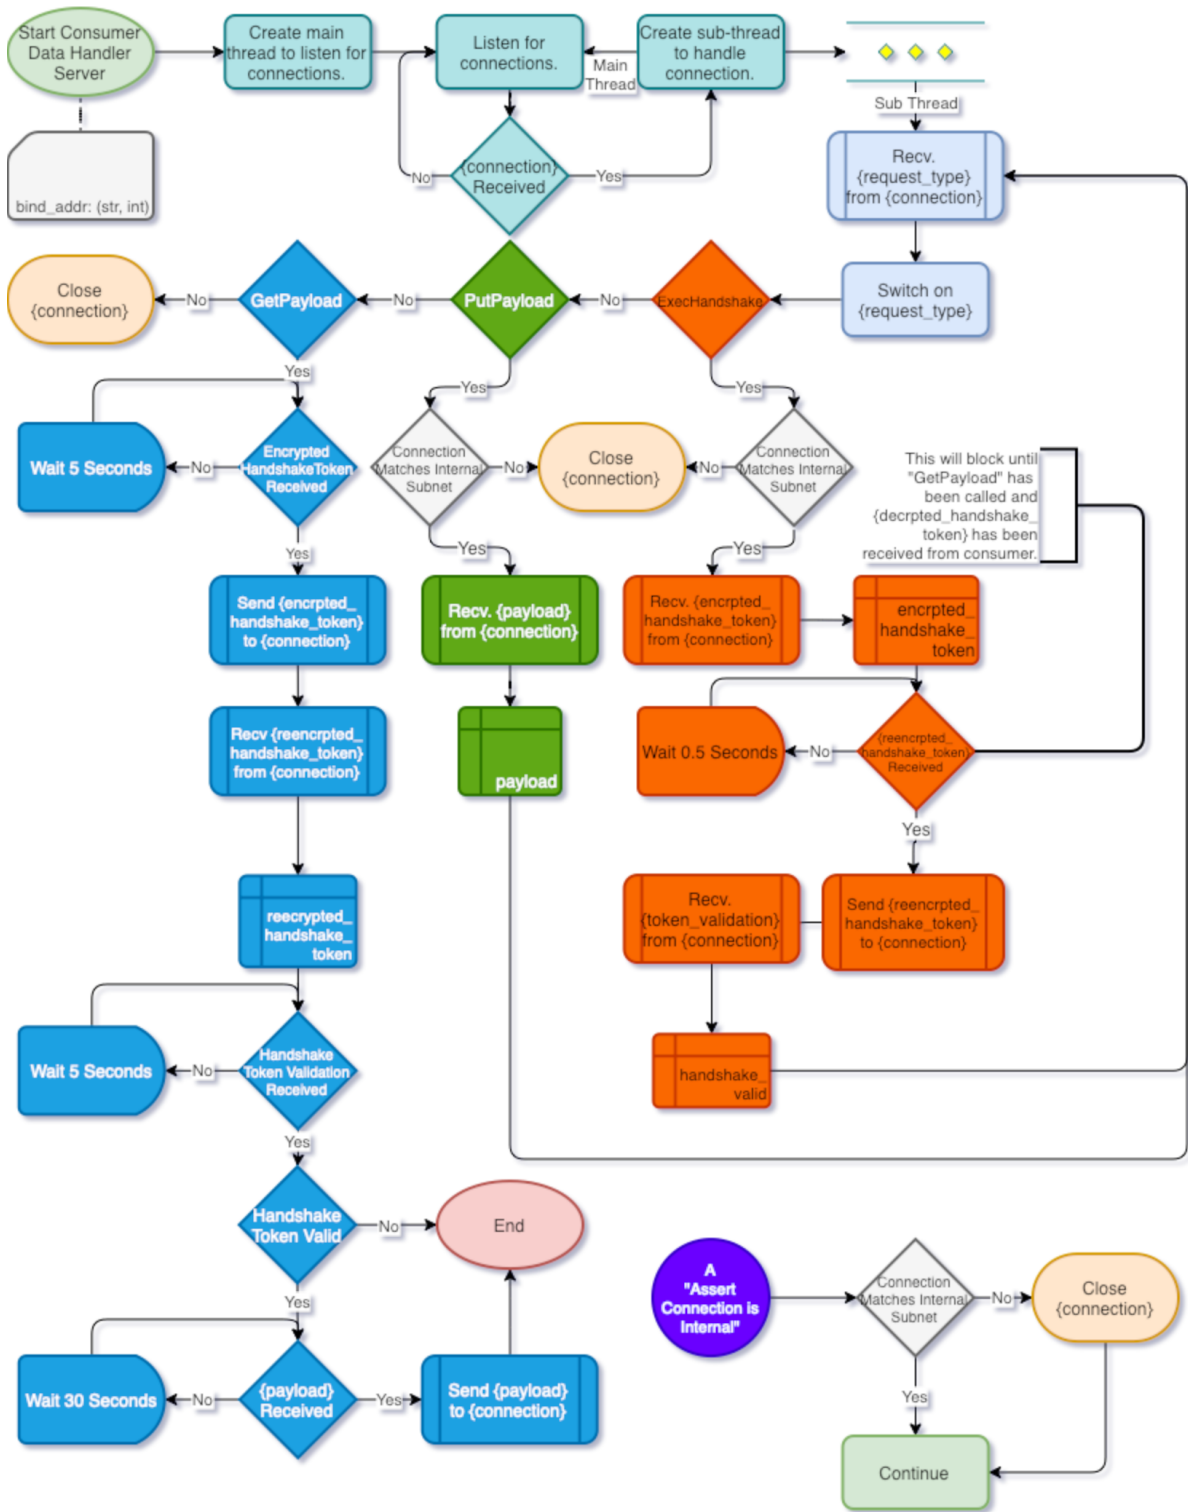 Start Consumer
Data Handler
Server
Create main
thread to listen for
connections.
Listen for
connections.
Main
Thread
Create sub-thread
to handle
connection.
Sub Thread
bind_addr: (str, int)
No
{connection}
Received
Yes
Recv.
{request_type}
from {connection}
Close
{connection}
No
GetPayload
No
PutPayload
No
ExecHandshake
Switch on
{request_type}
Yes
Yes
Yes
Wait 5 Seconds
No
Encrypted
HandshakeToken
Received
Connection
Matches Internal
Subnet
No
Close
{connection}
No
Connection
Matches Internal
Subnet
This will block until
"GetPayload" has
been called and
{decrpted_handshake_
token} has been
received from consumer.
Yes
Yes
Yes
Send {encrpted_
handshake_token}
to {connection}
Recv. {payload}
from {connection}
Recv. {encrpted_
handshake_token}
from {connection}
encrpted_
handshake_
token
Recv {reencrpted_
handshake_token}
from {connection}
payload
Wait 0.5 Seconds
No
{reencrpted_
handshake_token}
Received
Yes
reecrypted_
handshake_
token
Recv.
{token_validation}
from {connection}
Send {reencrpted_
handshake_token}
to {connection}
Wait 5 Seconds
No
Handshake
Token Validation
Received
handshake_
valid
Yes
Handshake
Token Valid
No
End
Yes
A
"Assert
Connection is
Internal"
Connection
Matches Internal
Subnet
No
Close
{connection}
Wait 30 Seconds
No
{payload}
Received
Yes
Send {payload}
to {connection}
Yes
Continue